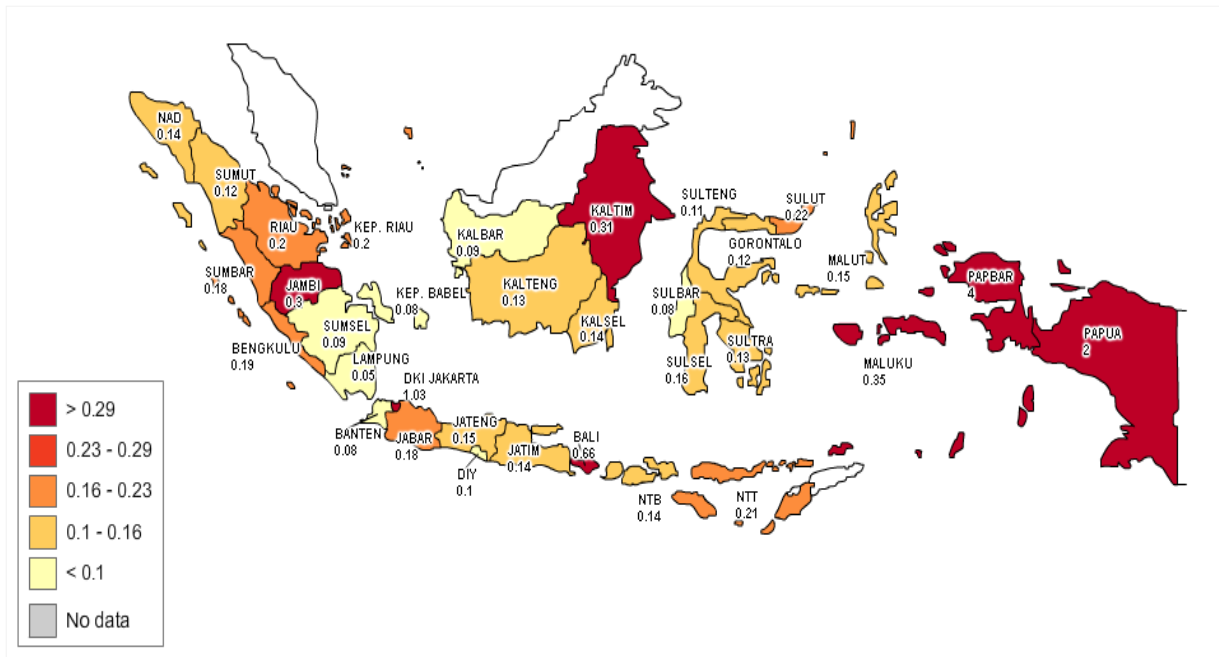 NAD
0.14
SUMUT
0.12
RIAU
0.2
KEP. RIAU
0.2
SUMBAR
0.18
JAMBI
0.3
KEP. BABEL
0.08
SUMSEL
0.09
BENGKULU
0.19
LAMPUNG
0.05
DKI JAKARTA
1.03
BANTEN
0.08
JABAR
0.18
JATENG
0.15
DIY
0.1
JATIM
0.14
BALI
0.66
NTB
0.14
NTT
0.21
KALBAR
0.09
KALTENG
0.13
KALSEL
0.14
KALTIM
0.31
SULTENG
0.11
SULUT
0.22
GORONTALO
0.12
SULBAR
0.08
SULSEL
0.16
SULTRA
0.13
MALUT
0.15
MALUKU
0.35
PAPBAR
4
PAPUA
2
> 0.29
0.23 - 0.29
0.16 - 0.23
0.1 - 0.16
< 0.1
No data